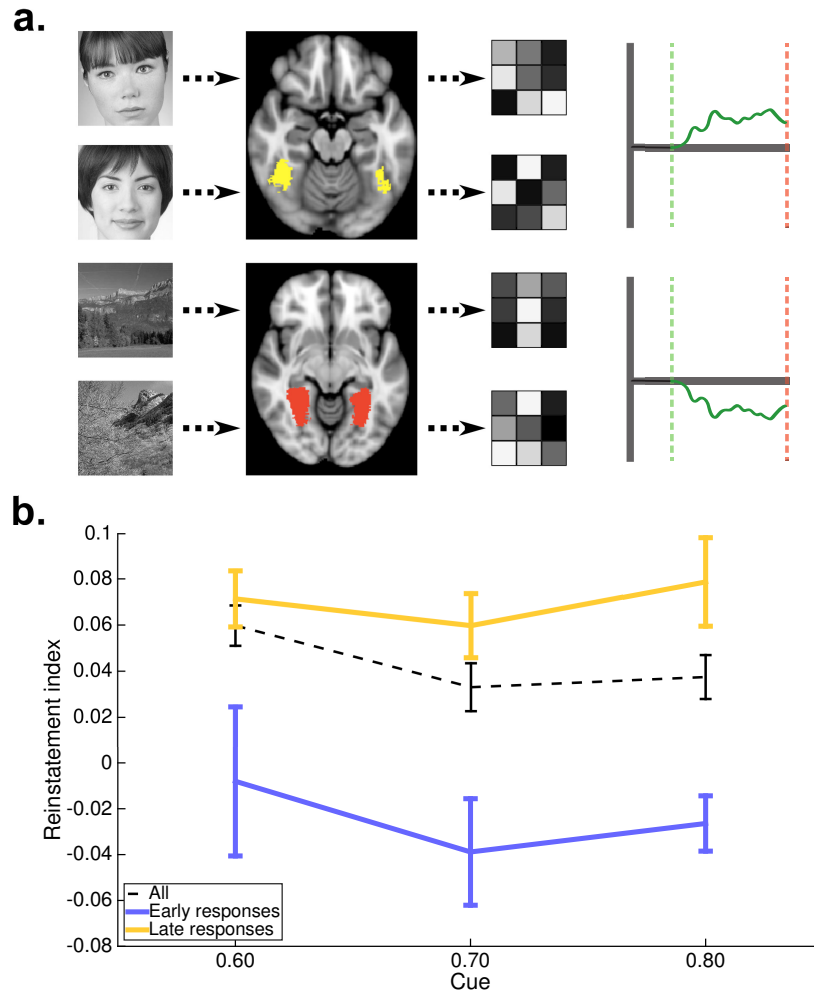 a.
b.
0.1
0.08
0.06
0.04
0.02
0
-0.02
-0.04
-0.06
-0.08
Reinstatement index
All
Early responses
Late responses
0.60
0.70
0.80
Cue